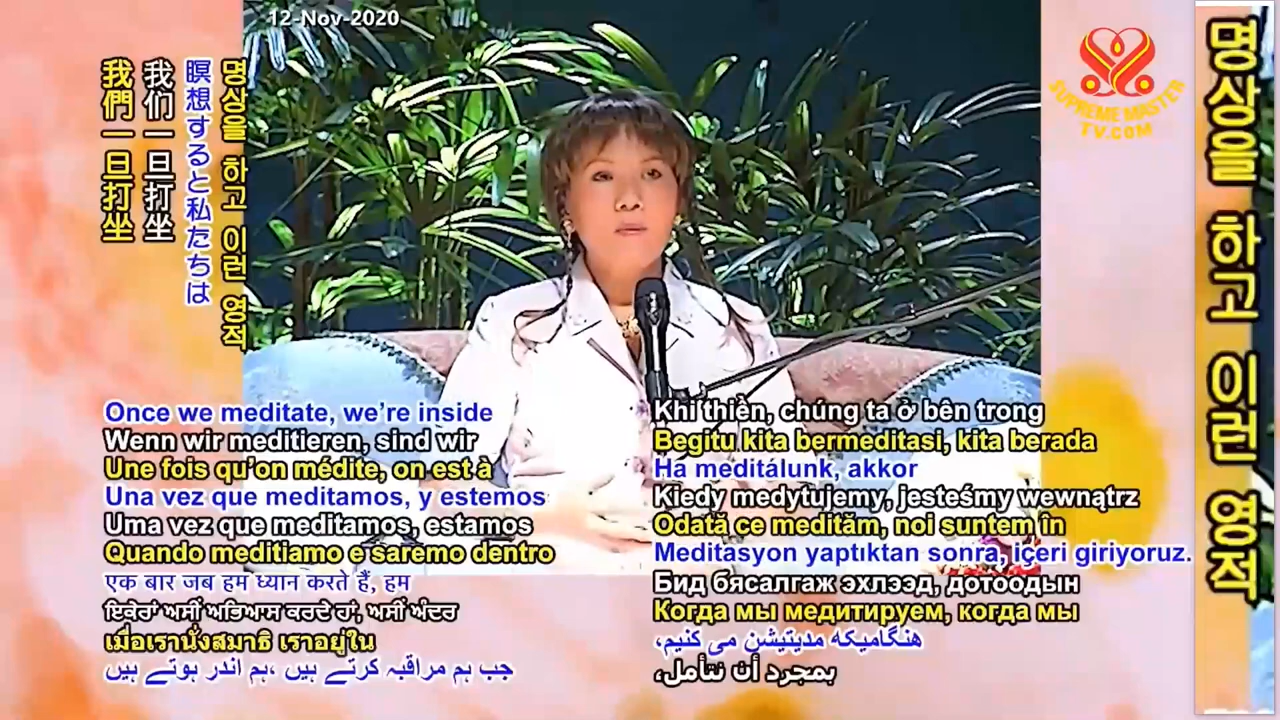 12-Nov-2020
SUPREME MASTER
TV.COM
명상을 하고 이런 영적
瞑想すると私たちは
我们一旦打坐
我們一旦打坐
Once we meditate, we're inside
Wenn wir meditieren, sind wir
Une fois qu'on médite, on est à
Una vez que meditamos, y estemos
Uma vez que meditamos, estamos
Quando meditiamo e saremo dentro
एक बार जब हम ध्यान करते हैं, हम
ਇਕੇਰਾਂ ਅਸੀਂ ਅਭਿਆਸ ਕਰਦੇ ਹਾਂ, ਅਸੀਂ ਅੰਦਰ
เมื่อเรานั่งสมาธิ เราอยู่ใน
جب ہم مراقبہ کرتے ہیں ،ہم اندر ہوتے ہیں
Khi thiền, chúng ta ở bên trong
Begitu kita bermeditasi, kita berada
Ha meditálunk, akkor
Kiedy medytujemy, jesteśmy wewnątrz
Odată ce medităm, noi suntem în
Meditasyon yaptıktan sonra, içeri giriyoruz.
Бид бясалгаж эхлээд, дотоодын
Когда мы медитируем, когда мы
هنگامیکه مدیتیشن می کنیم،
بمجرد أن نتأمل،
명상을 하고 이런 영적